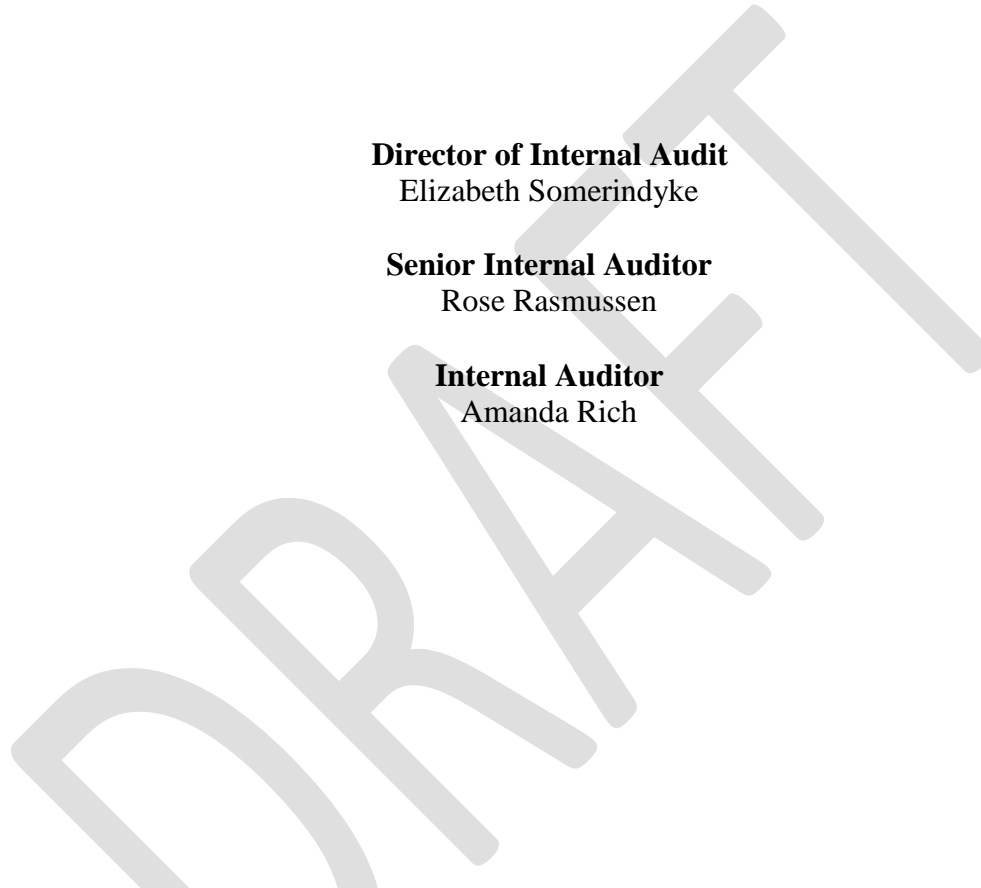 Director of Internal Audit
Elizabeth Somerindyke
Senior Internal Auditor
Rose Rasmussen
Internal Auditor
Amanda Rich
DRAFT